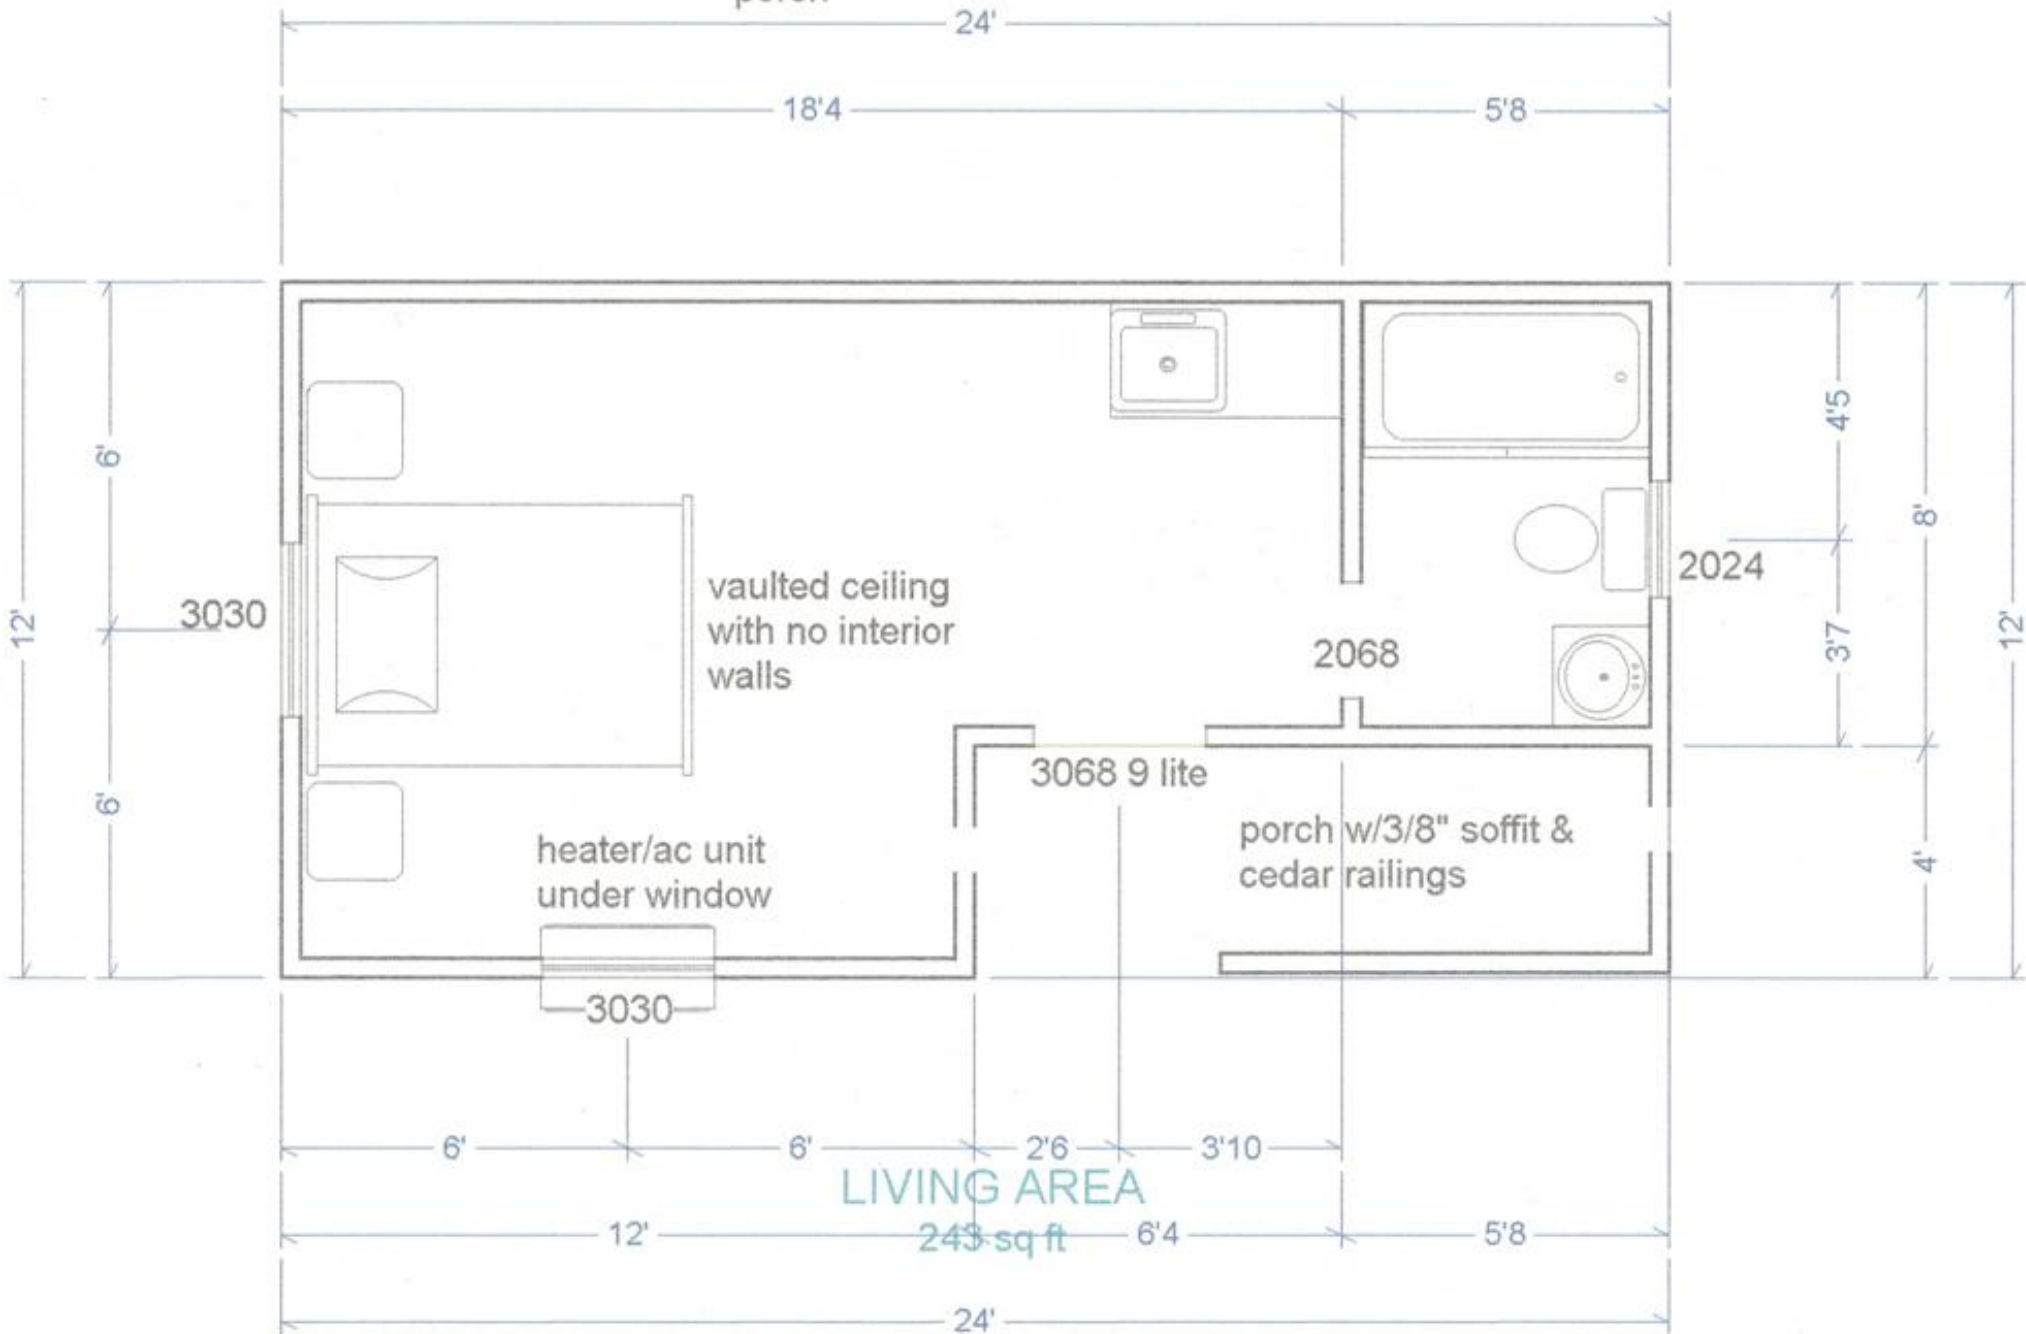 porch
24'
18'4
5'8
6'
12'
6'
3030
vaulted ceiling
with no interior
walls
heater/ac unit
under window
3030
2068
3068 9 lite
porch w/3/8" soffit &
cedar railings
2024
4'5
3'7
8'
4'
12'
6'
6'
2'6
3'10
LIVING AREA
243 sq ft
12'
6'4
5'8
24'